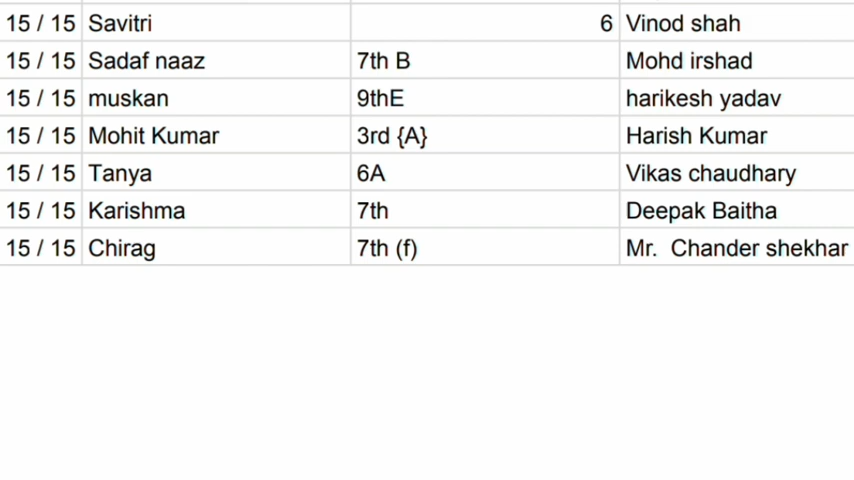 15 / 15 Savitri 6 Vinod shah
15 / 15 Sadaf naaz 7th B Mohd irshad
15 / 15 muskan 9thE harikesh yadav
15 / 15 Mohit Kumar 3rd {A} Harish Kumar
15 / 15 Tanya 6A Vikas chaudhary
15 / 15 Karishma 7th Deepak Baitha
15 / 15 Chirag 7th (f) Mr.  Chander shekhar